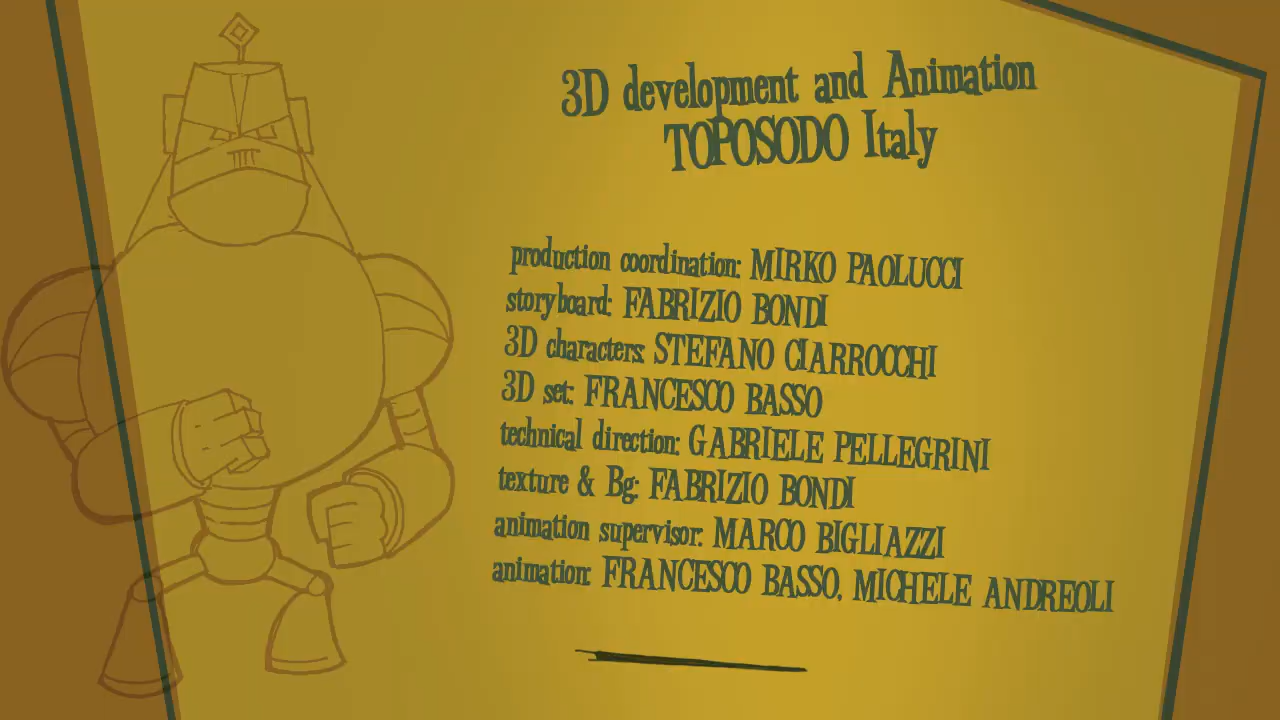 3D development and Animation
TOPOSODO Italy
production coordination: MIRKO PAOLUCCI
storyboard: FABRIZIO BONDI
3D characters: STEFANO CIARROCCHI
3D set: FRANCESCO BASSO
technical direction: GABRIELE PELLEGRINI
texture & Bg: FABRIZIO BONDI
animation supervisor: MARCO BIGLIAZZI
animation: FRANCESCO BASSO, MICHELE ANDREOLI